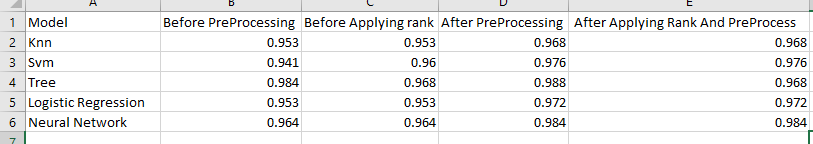 A B C D E
1 Model Before PreProcessing Before Applying rank After PreProcessing After Applying Rank And PreProcess
2 Knn 0.953 0.953 0.968 0.968
3 Svm 0.941 0.96 0.976 0.976
4 Tree 0.984 0.968 0.988 0.968
5 Logistic Regression 0.953 0.953 0.972 0.972
6 Neural Network 0.964 0.964 0.984 0.984
7